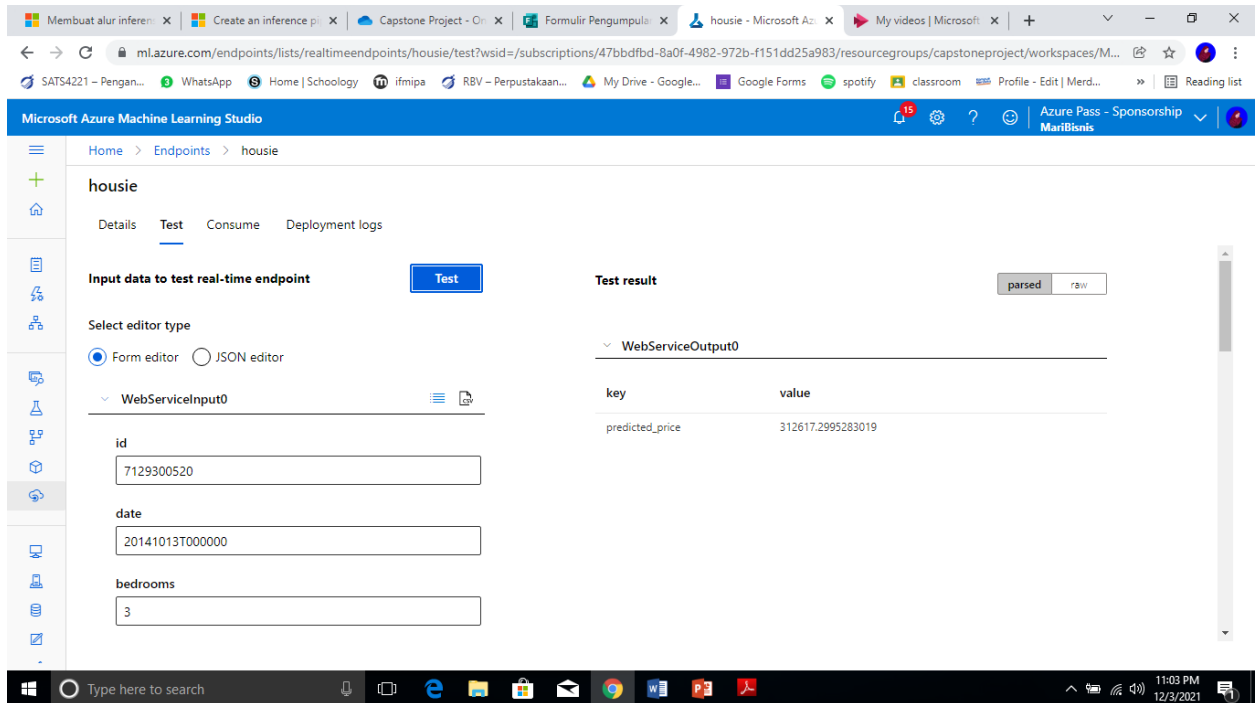 Membuat alur inferens
Create an inference pi
Capstone Project - On
Formulir Pengumpula
housie - Microsoft Az
My videos | Microsoft
ml.azure.com/endpoints/lists/realtimeendpoints/housie/test?wsid=/subscriptions/47bbdfbd-8a0f-4982-972b-f151dd25a983/resourcegroups/capstoneproject/workspaces/M...
SATS4221 – Pengan...
WhatsApp
Home | Schoology
ifmipa
RBV – Perpustakaan...
My Drive - Google...
Google Forms
spotify
classroom
Profile - Edit | Merd...
»
Reading list
Microsoft Azure Machine Learning Studio
15
Azure Pass - Sponsorship
MariBisnis
Home > Endpoints > housie
housie
Details Test Consume Deployment logs
Input data to test real-time endpoint
Test
Select editor type
Form editor JSON editor
WebServiceInput0
CSV
id
7129300520
date
20141013T000000
bedrooms
3
Test result
parsed raw
WebServiceOutput0
key value
predicted_price 312617.2995283019
Type here to search
11:03 PM
12/3/2021
1